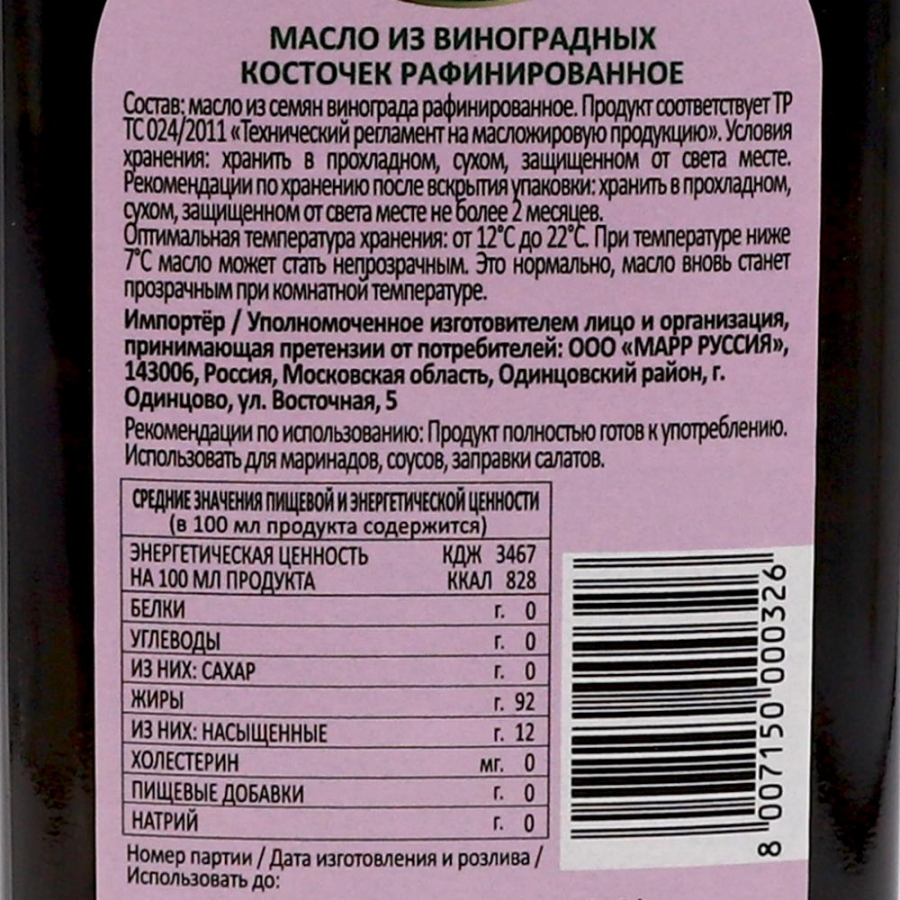 МАСЛО ИЗ ВИНОГРАДНЫХ
КОСТОЧЕК РАФИНИРОВАННОЕ
Состав: масло из семян винограда рафинированное. Продукт соответствует ТР
ТС 024/2011 «Технический регламент на масложировую продукцию». Условия
хранения: хранить в прохладном, сухом, защищенном от света месте.
Рекомендации по хранению после вскрытия упаковки: хранить в прохладном,
сухом, защищенном от света месте не более 2 месяцев.
Оптимальная температура хранения: от 12°С до 22°С. При температуре ниже
7°С масло может стать непрозрачным. Это нормально, масло вновь станет
прозрачным при комнатной температуре.
Импортёр / Уполномоченное изготовителем лицо и организация,
принимающая претензии от потребителей: ООО «МАРР РУССИЯ»,
143006, Россия, Московская область, Одинцовский район, г.
Одинцово, ул. Восточная, 5
Рекомендации по использованию: Продукт полностью готов к употреблению.
Использовать для маринадов, соусов, заправки салатов.
СРЕДНИЕ ЗНАЧЕНИЯ ПИЩЕВОЙ И ЭНЕРГЕТИЧЕСКОЙ ЦЕННОСТИ
(в 100 мл продукта содержится)
ЭНЕРГЕТИЧЕСКАЯ ЦЕННОСТЬ КДЖ 3467
НА 100 МЛ ПРОДУКТА ККАЛ 828
БЕЛКИ г. 0
УГЛЕВОДЫ г. 0
ИЗ НИХ: САХАР г. 0
ЖИРЫ г. 92
ИЗ НИХ: НАСЫЩЕННЫЕ г. 12
ХОЛЕСТЕРИН мг. 0
ПИЩЕВЫЕ ДОБАВКИ г. 0
НАТРИЙ г. 0
8 007150 000326
Номер партии / Дата изготовления и розлива /
Использовать до: